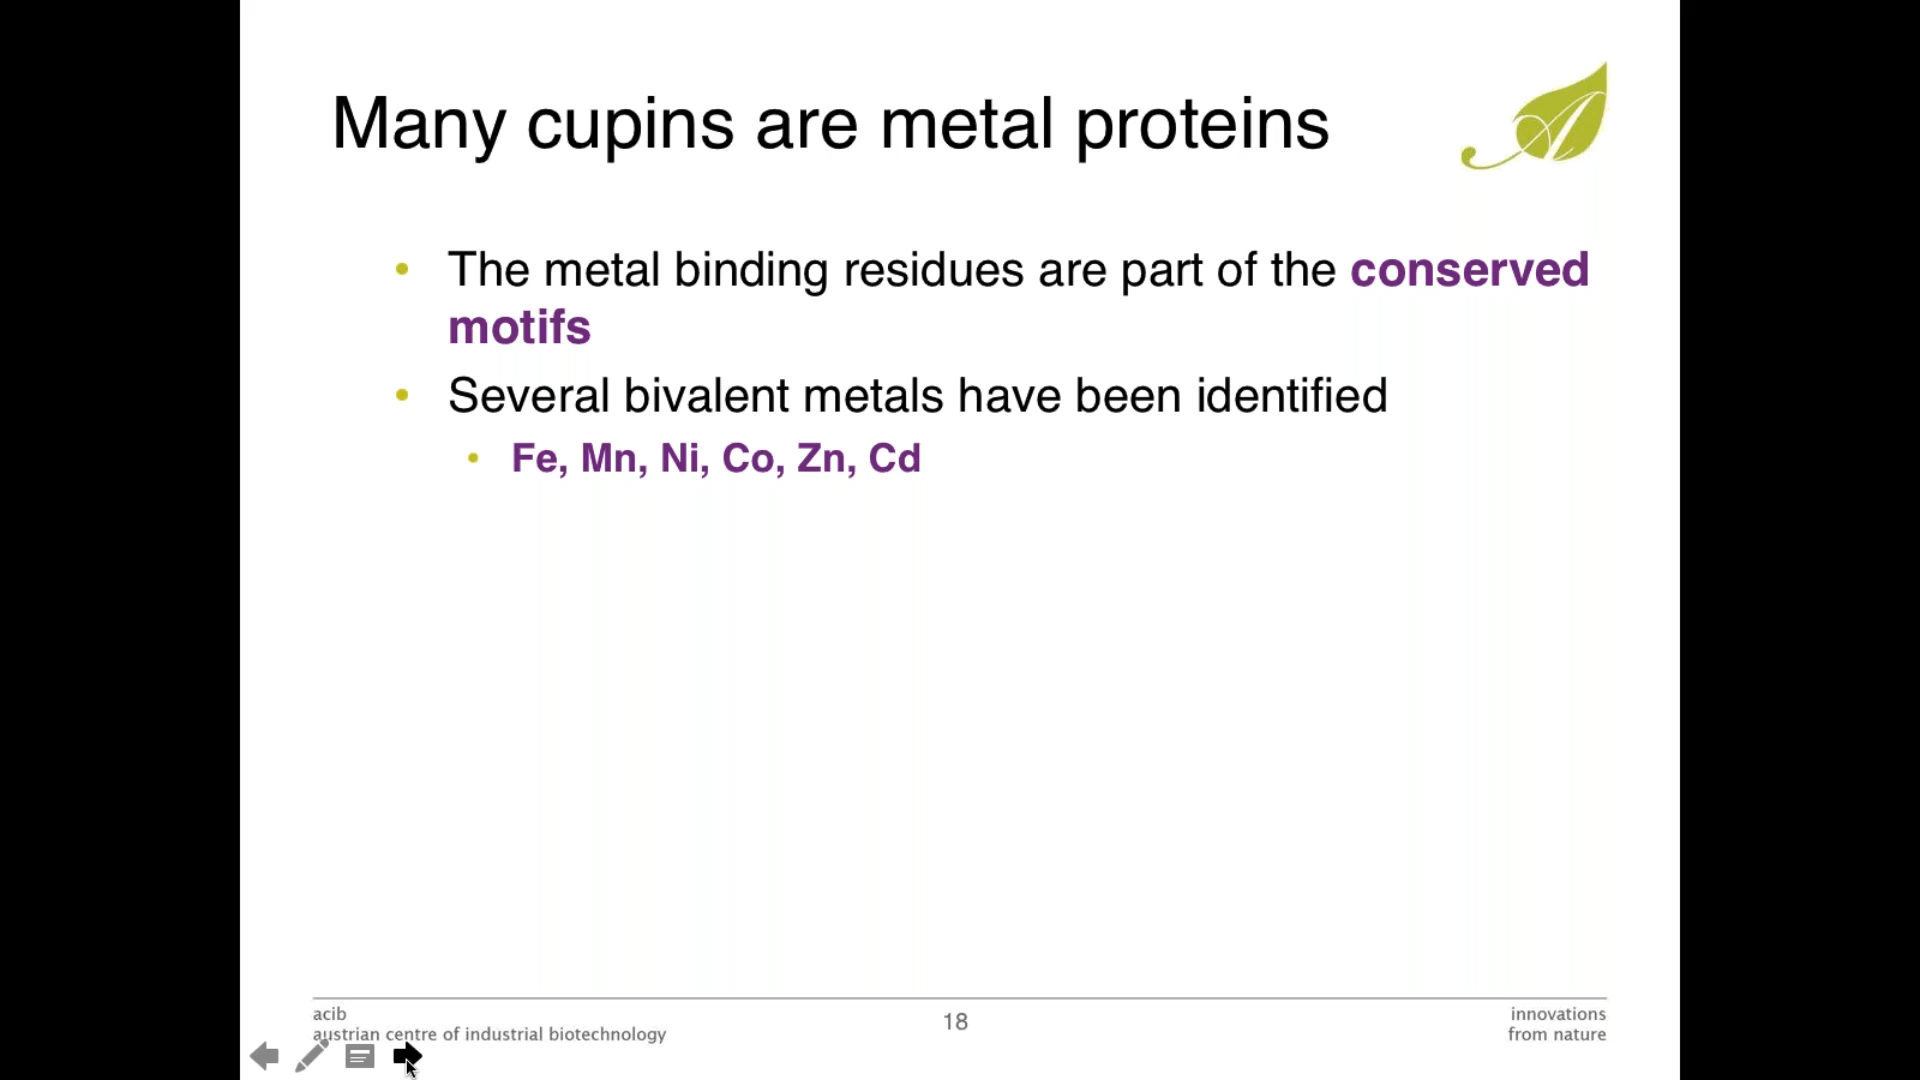 Many cupins are metal proteins
• The metal binding residues are part of the conserved
motifs
• Several bivalent metals have been identified
• Fe, Mn, Ni, Co, Zn, Cd
acib
austrian centre of industrial biotechnology
18
innovations
from nature